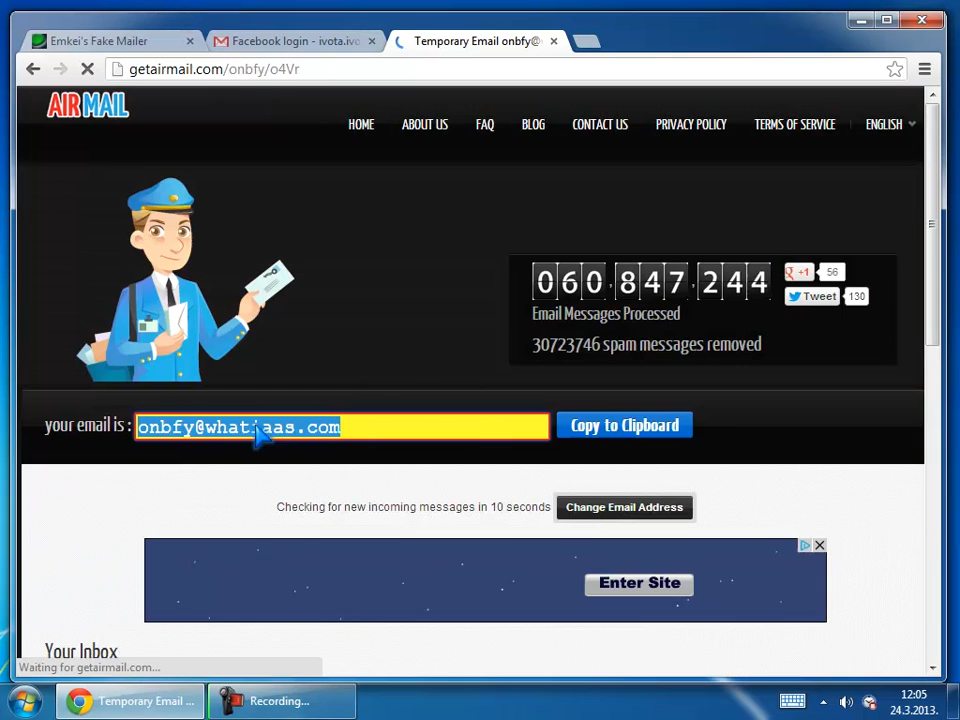 Emkei's Fake Mailer
Facebook login - ivota.ivo
Temporary Email onbfy@
getairmail.com/onbfy/o4Vr
AIRMAIL
HOME ABOUT US FAQ BLOG CONTACT US PRIVACY POLICY TERMS OF SERVICE ENGLISH
060,847,244
+1 56
Email Messages Processed
Tweet 130
30723746 spam messages removed
your email is : Copy to Clipboard
Checking for new incoming messages in 10 seconds Change Email Address
Enter Site
Your Inbox
Waiting for getairmail.com...
Temporary Email ... Recording...
12:05
24.3.2013.